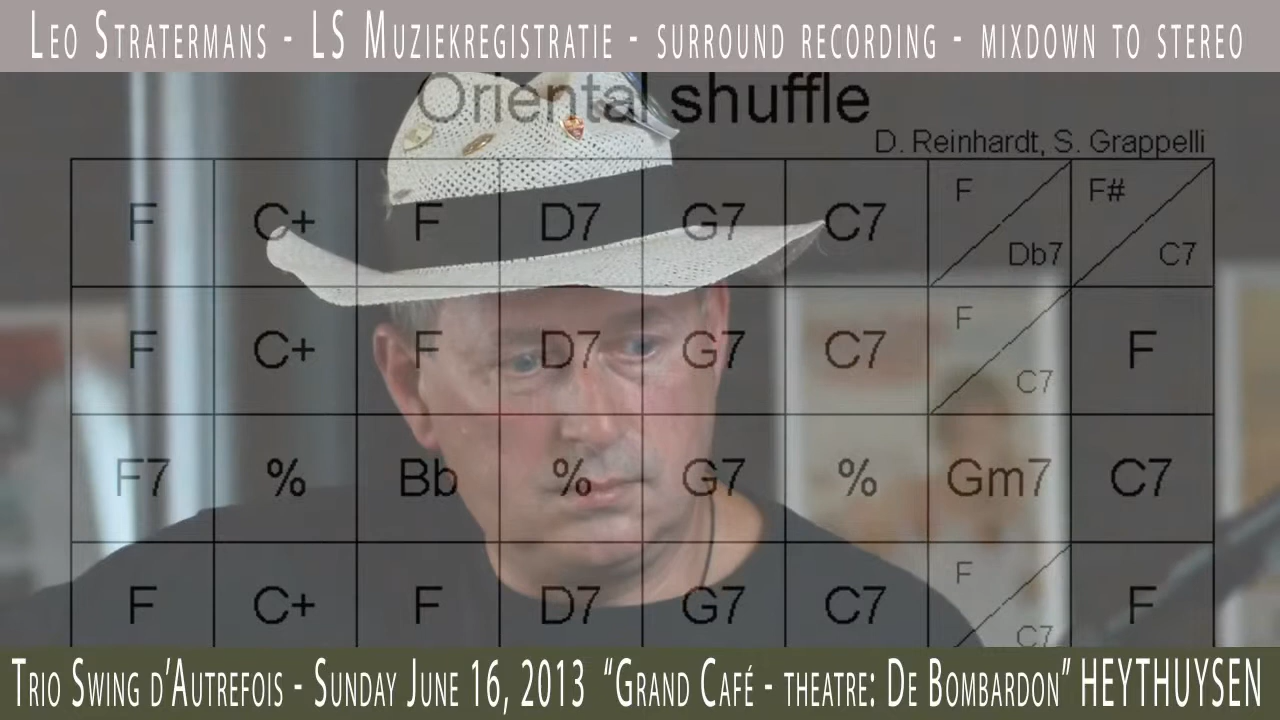 Leo Stratermans - LS Muziekregistratie - surround recording - mixdown to stereo
Oriental shuffle
D. Reinhardt, S. Grappelli
F C+ F D7 G7 C7 F Db7 F# C7
F C+ F D7 G7 C7 F C7 F
F7 % Bb % G7 % Gm7 C7
F C+ F D7 G7 C7 F C7 F
Trio Swing d'Autrefois - Sunday June 16, 2013 "Grand Café - theatre: De Bombardon" HEYTHUYSEN